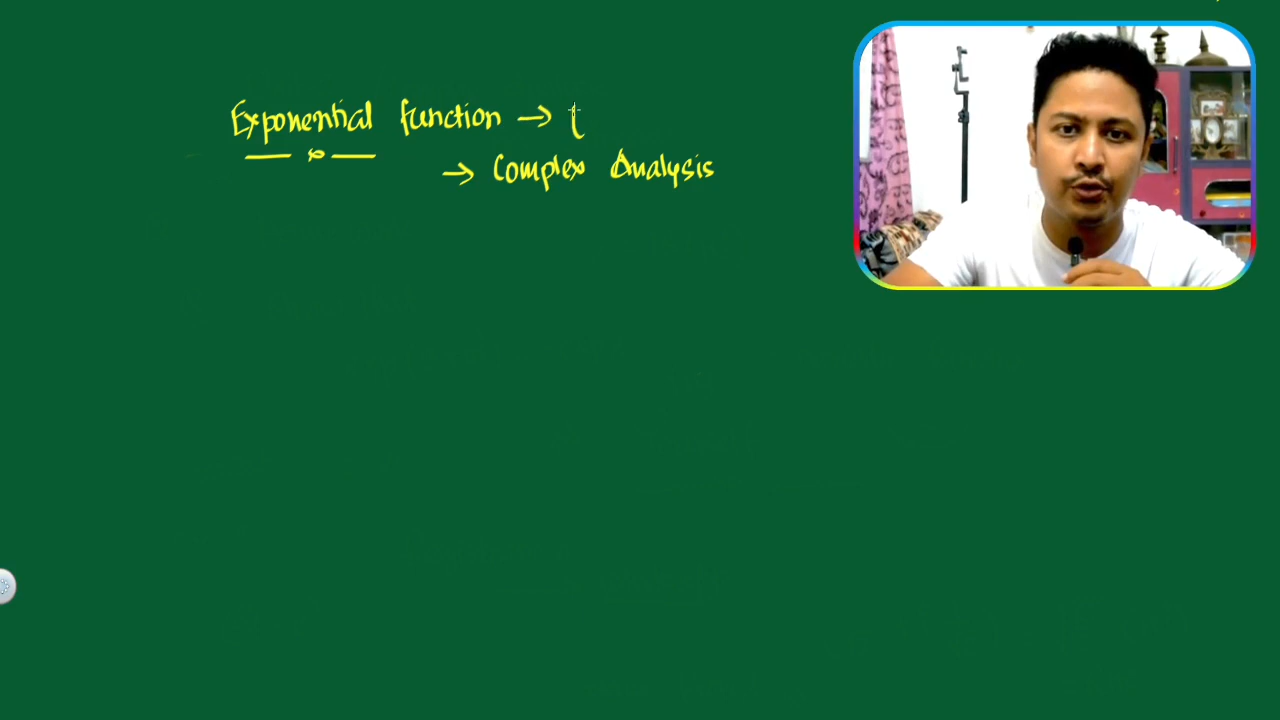 Exponential function → t
→ Complex Analysis